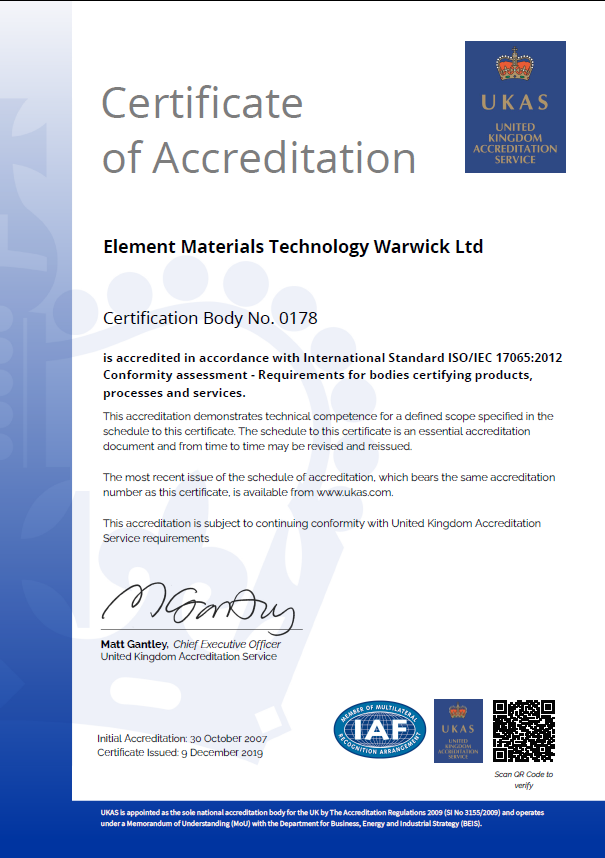 Certificate
of Accreditation
UKAS
UNITED
KINGDOM
ACCREDITATION
SERVICE
Element Materials Technology Warwick Ltd
Certification Body No. 0178
is accredited in accordance with International Standard ISO/IEC 17065:2012
Conformity assessment - Requirements for bodies certifying products,
processes and services.
This accreditation demonstrates technical competence for a defined scope specified in the
schedule to this certificate. The schedule to this certificate is an essential accreditation
document and from time to time may be revised and reissued.
The most recent issue of the schedule of accreditation, which bears the same accreditation
number as this certificate, is available from www.ukas.com.
This accreditation is subject to continuing conformity with United Kingdom Accreditation
Service requirements
M Gantley
Matt Gantley, Chief Executive Officer
United Kingdom Accreditation Service
Initial Accreditation: 30 October 2007
Certificate Issued: 9 December 2019
MEMBER OF MULTILATERAL
IAF
RECOGNITION ARRANGEMENT
UKAS
UNITED
KINGDOM
ACCREDITATION
SERVICE
Scan QR Code to
verify
UKAS is appointed as the sole national accreditation body for the UK by The Accreditation Regulations 2009 (SI No 3155/2009) and operates
under a Memorandum of Understanding (MoU) with the Department for Business, Energy and Industrial Strategy (BEIS).